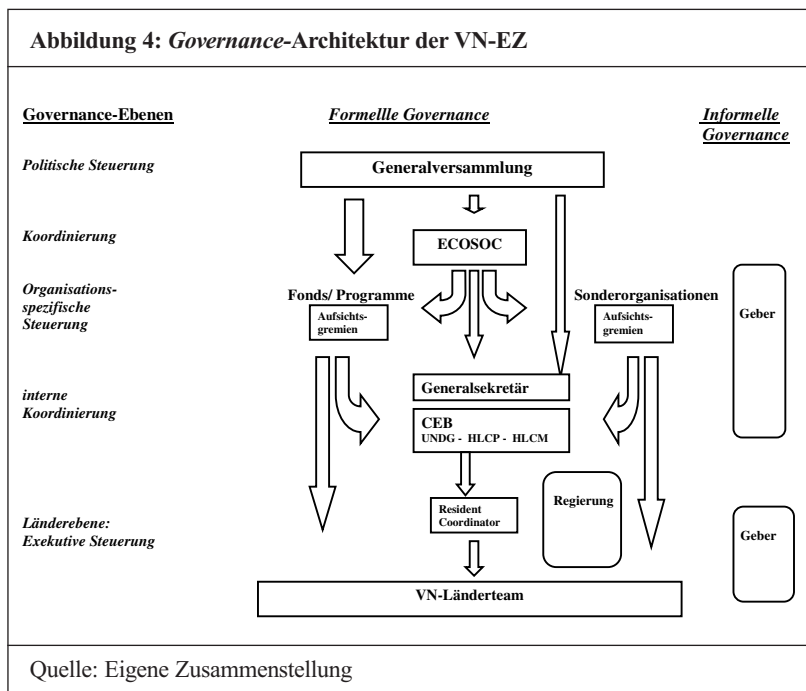 Abbildung 4: Governance-Architektur der VN-EZ
Governance-Ebenen
Formellle Governance
Informelle
Governance
Politische Steuerung
Generalversammlung
Koordinierung
ECOSOC
Organisations-
spezifische
Steuerung
Fonds/ Programme
Aufsichts-
gremien
Sonderorganisationen
Aufsichts-
gremien
Geber
interne
Koordinierung
Generalsekretär
CEB
UNDG - HLCP - HLCM
Länderebene:
Exekutive Steuerung
Resident
Coordinator
Regierung
Geber
VN-Länderteam
Quelle: Eigene Zusammenstellung